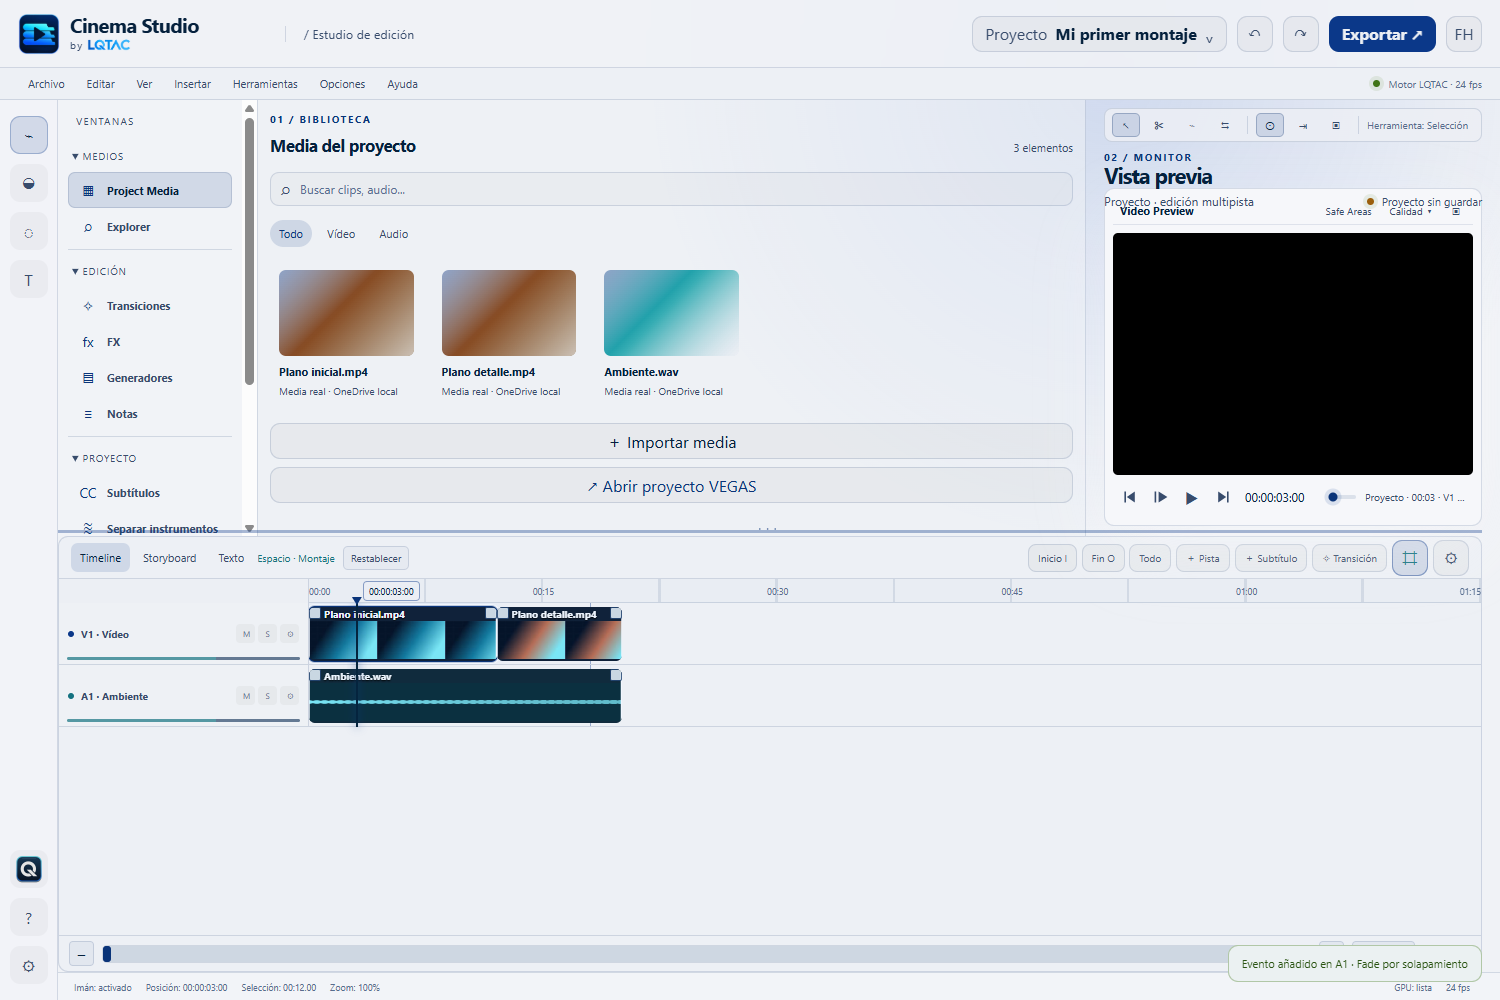 Cinema Studio
by LQTAC
/ Estudio de edición
Proyecto Mi primer montaje
Exportar ↗
FH
Archivo Editar Ver Insertar Herramientas Opciones Ayuda
Motor LQTAC · 24 fps
VENTANAS
▼ MEDIOS
Project Media
Explorer
▼ EDICIÓN
Transiciones
fx FX
Generadores
Notas
▼ PROYECTO
CC Subtítulos
Separar instrumentos
T
?
01 / BIBLIOTECA
Media del proyecto
3 elementos
Buscar clips, audio...
Todo Vídeo Audio
Plano inicial.mp4
Media real · OneDrive local
Plano detalle.mp4
Media real · OneDrive local
Ambiente.wav
Media real · OneDrive local
+ Importar media
↗ Abrir proyecto VEGAS
Herramienta: Selección
02 / MONITOR
Vista previa
Proyecto · edición multipista
Proyecto sin guardar
Video Preview
Safe Areas Calidad
00:00:03:00
Proyecto · 00:03 · V1 ...
Timeline Storyboard Texto Espacio · Montaje Restablecer
Inicio I Fin O Todo + Pista + Subtítulo Transición
00:00 00:00:03:00 00:15 00:30 00:45 01:00 01:15
V1 · Vídeo
M S
Plano inicial.mp4
Plano detalle.mp4
A1 · Ambiente
M S
Ambiente.wav
–
Evento añadido en A1 · Fade por solapamiento
Imán: activado Posición: 00:00:03:00 Selección: 00:12.00 Zoom: 100%
GPU: lista 24 fps